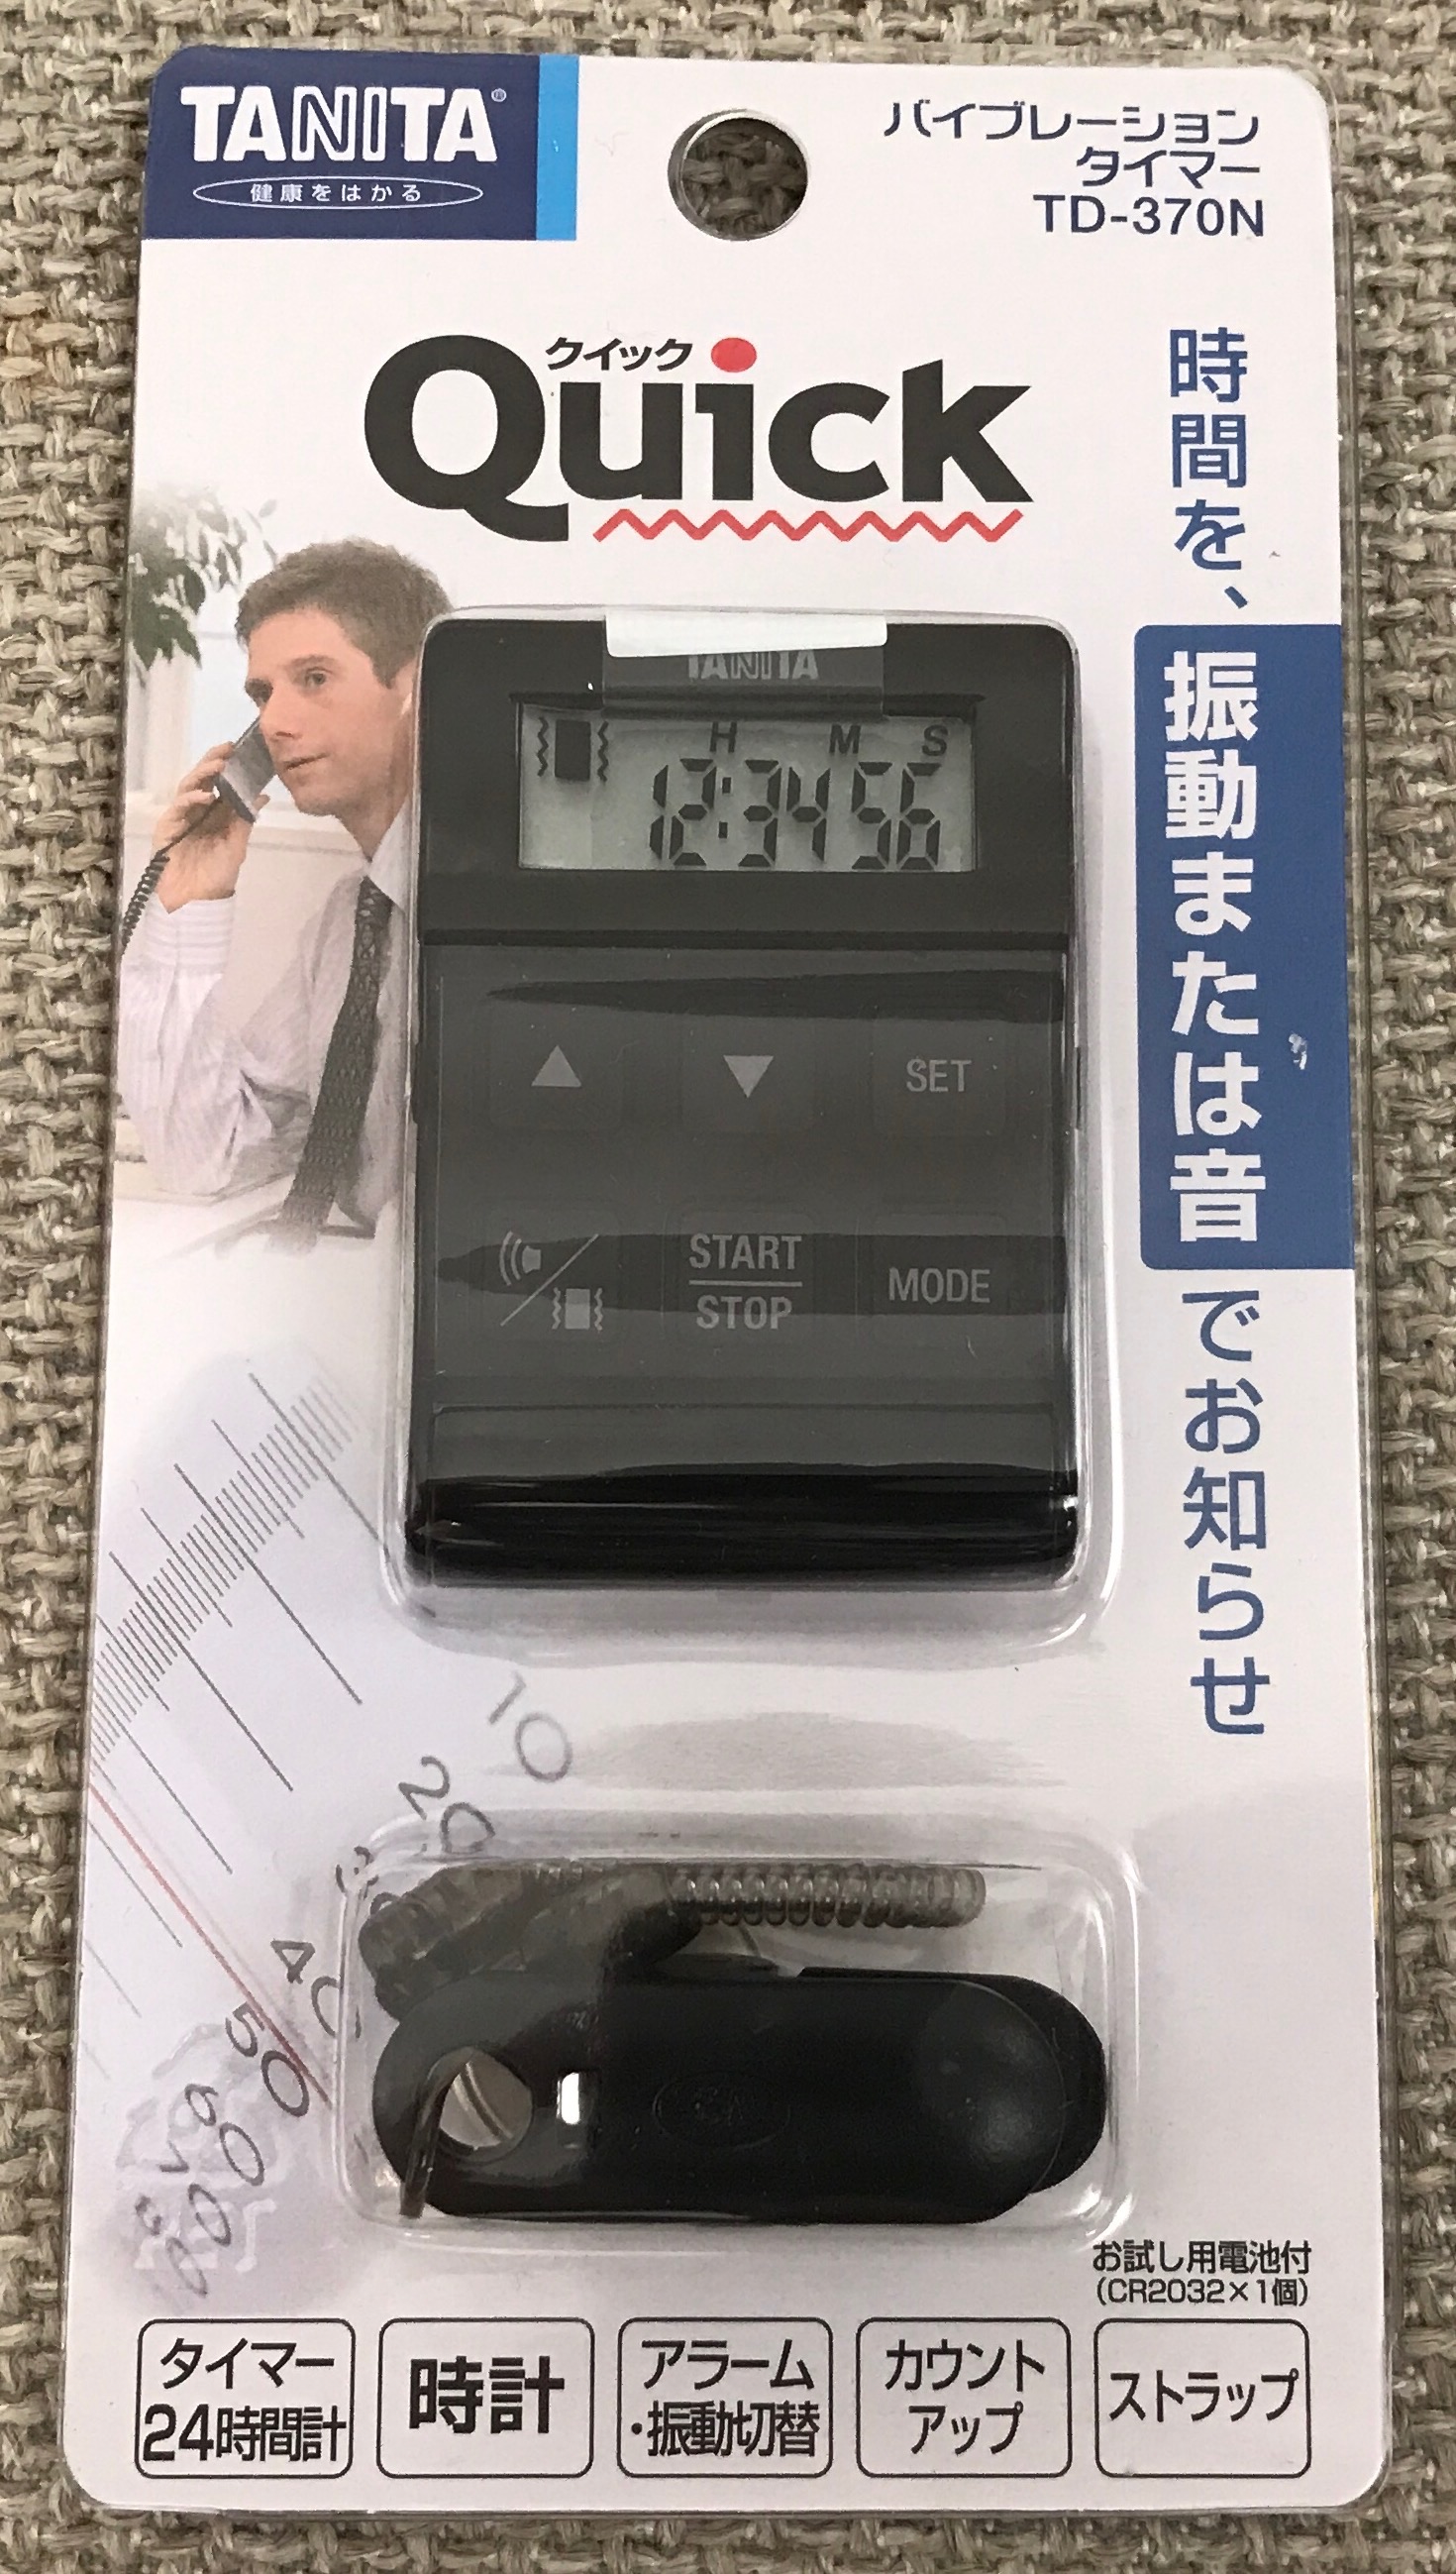 TANITA®
健康をはかる
バイブレーション
タイマー
TD-370N
クイック
Quick
時間を、振動または音でお知らせ
TANITA
H M S
12:34 56
▲ ▼ SET
START
STOP
MODE
10
20
30
40
50
60
お試し用電池付
(CR2032×1個)
タイマー
24時間計
時計
アラーム
・振動切替
カウント
アップ
ストラップ